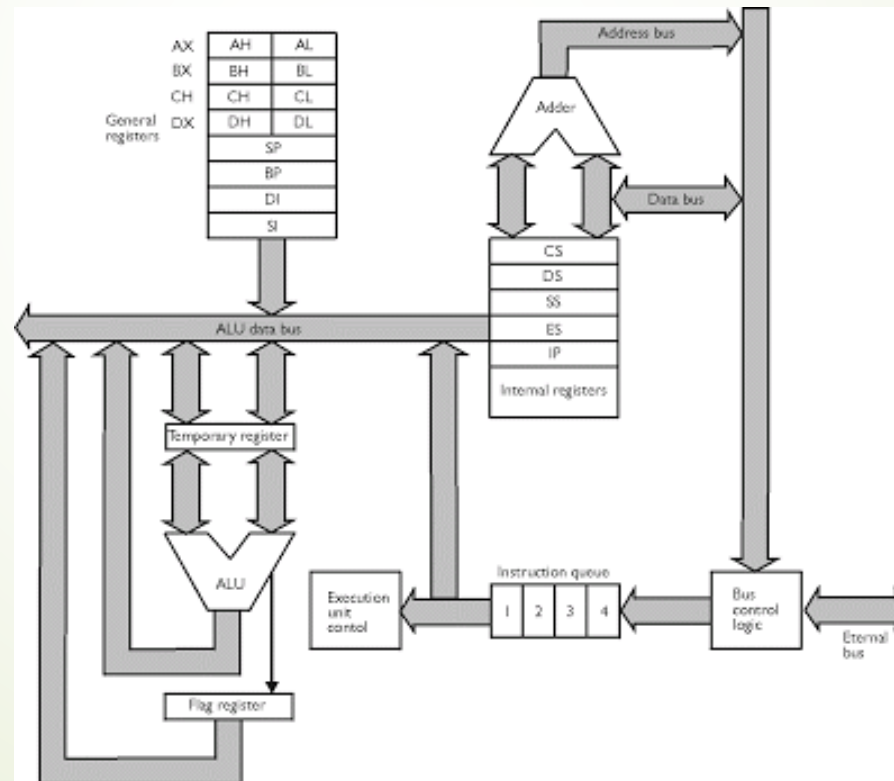 AX AH AL
BX BH BL
CH CH CL
General registers
DX DH DL
SP
BP
DI
SI
Address bus
Adder
Data bus
CS
DS
SS
ES
IP
Internal registers
ALU data bus
Temporary register
ALU
Flag register
Execution
unit
contol
Instruction queue
1 2 3 4
Bus
control
logic
Eternal
bus